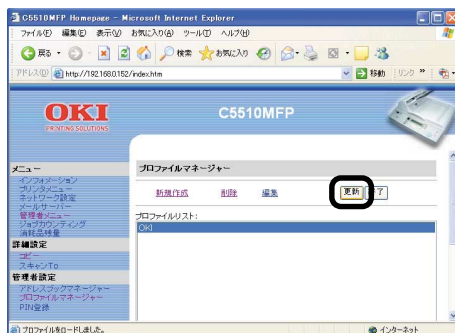 C5510MFP Homepage - Microsoft Internet Explorer
ファイル(F) 編集(E) 表示(V) お気に入り(A) ツール(T) ヘルプ(H)
戻る 検索 お気に入り
アドレス(D) http://192.168.0.152/index.htm 移動 リンク
OKI
PRINTING SOLUTIONS
C5510MFP
メニュー
インフォメーション
プリンタメニュー
ネットワーク設定
メールサーバー
管理者メニュー
ジョブカウンティング
消耗品残量
詳細設定
コピー
スキャンTo
管理者設定
アドレスブックマネージャー
プロファイルマネージャー
PIN登録
プロファイルマネージャー
新規作成 削除 編集 更新 終了
プロファイルリスト:
OKI
プロファイルをロードしました。 インターネット